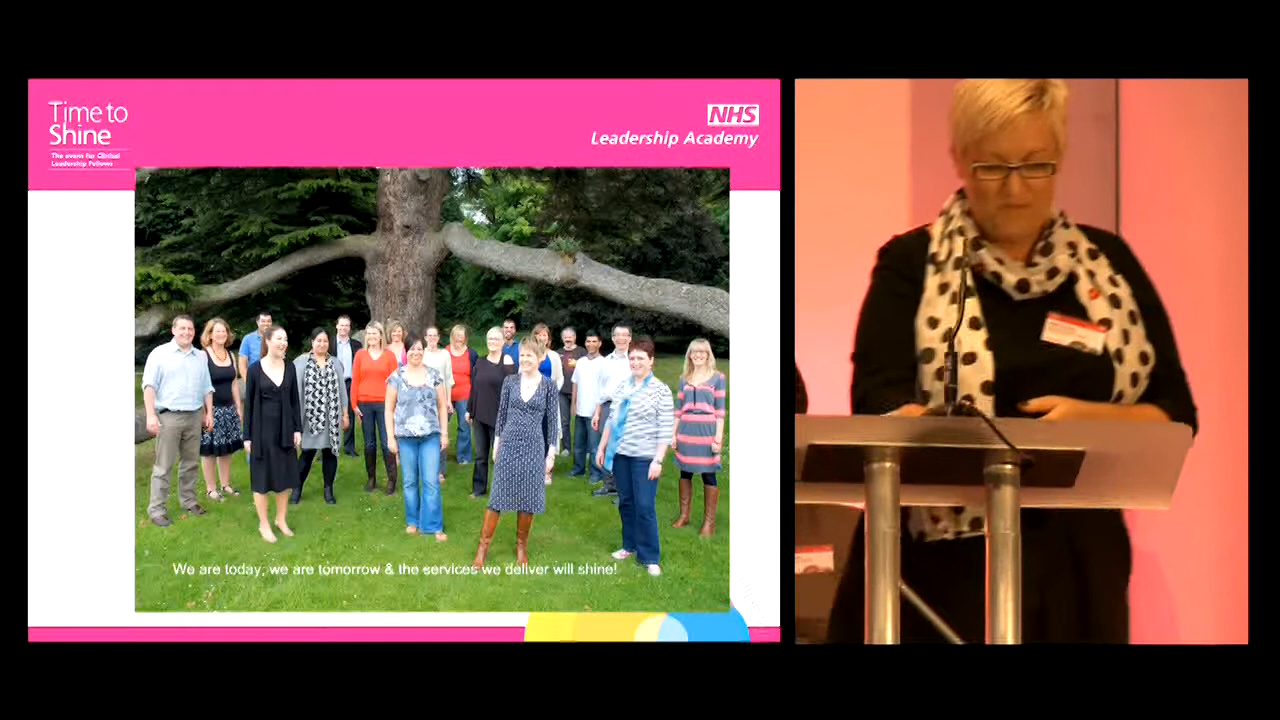 Time to
Shine
The event for Clinical
Leadership Fellows
NHS
Leadership Academy
We are today, we are tomorrow & the services we deliver will shine!